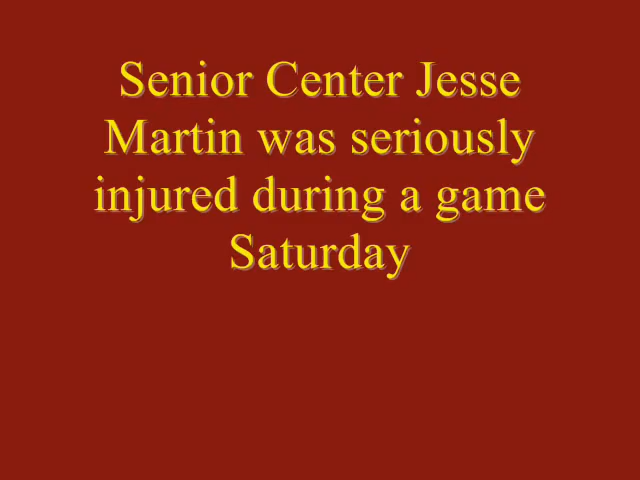 Senior Center Jesse
Martin was seriously
injured during a game
Saturday